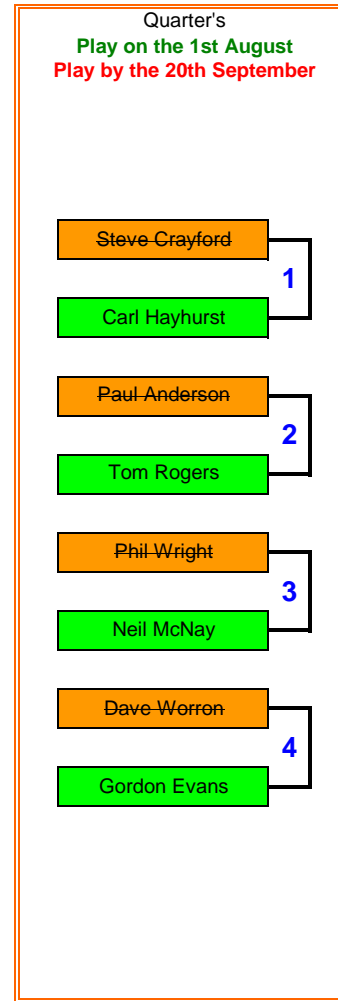 Quarter's
Play on the 1st August
Play by the 20th September
Steve Crayford
1
Carl Hayhurst
Paul Anderson
2
Tom Rogers
Phil Wright
3
Neil McNay
Dave Worron
4
Gordon Evans